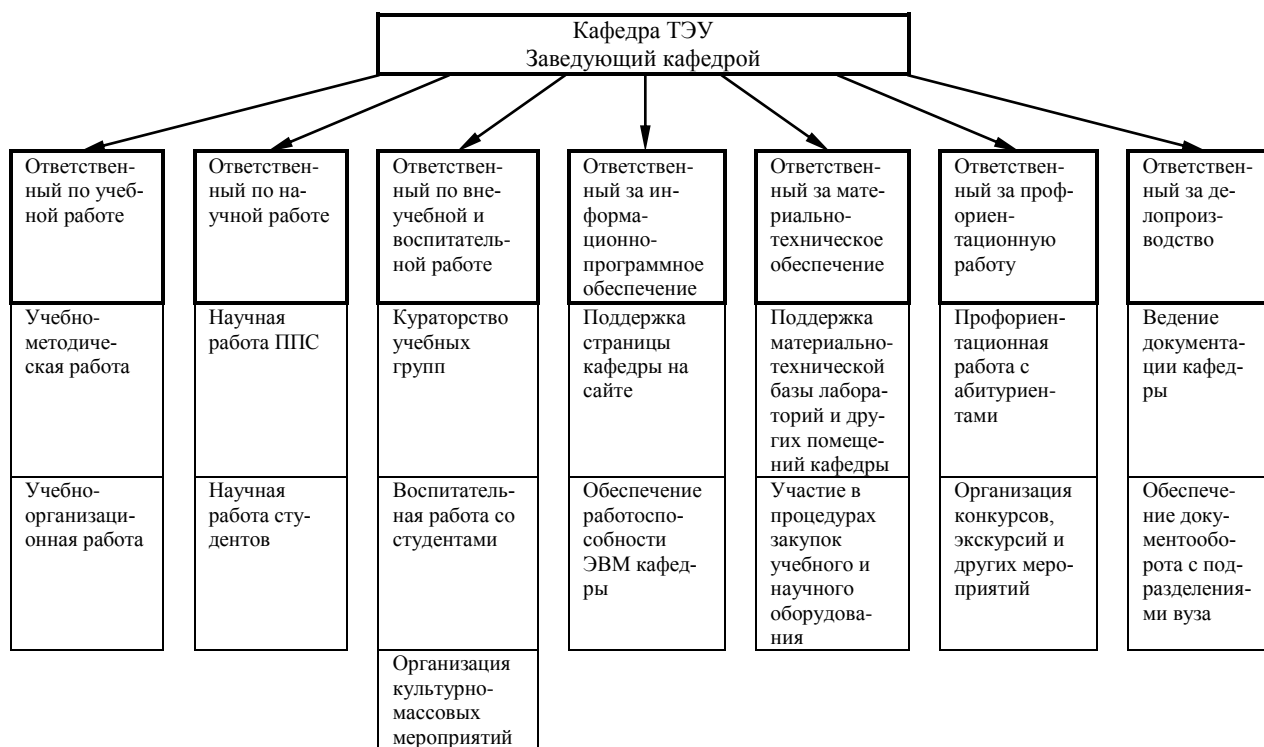 Кафедра ТЭУ
Заведующий кафедрой
Ответствен-
ный по учеб-
ной работе
Ответствен-
ный по на-
учной работе
Ответствен-
ный по вне-
учебной и
воспитатель-
ной работе
Ответствен-
ный за ин-
форма-
ционно-
программное
обеспечение
Ответствен-
ный за мате-
риально-
техническое
обеспечение
Ответствен-
ный за проф-
ориен-
тационную
работу
Ответствен-
ный за де-
лопроиз-
водство
Учебно-
методиче-
ская работа
Научная
работа ППС
Кураторство
учебных
групп
Поддержка
страницы
кафедры на
сайте
Поддержка
материально-
технической
базы лабора-
торий и дру-
гих помеще-
ний кафедры
Профориен-
тационная
работа с
абитуриен-
тами
Ведение
документа-
ции кафед-
ры
Учебно-
организаци-
онная работа
Научная
работа сту-
дентов
Воспитатель-
ная работа со
студентами
Обеспечение
работоспо-
собности
ЭВМ кафед-
ры
Участие в
процедурах
закупок
учебного и
научного
оборудова-
ния
Организация
конкурсов,
экскурсий и
других меро-
приятий
Обеспече-
ние доку-
ментообо-
рота с под-
разделения-
ми вуза
Организация
культурно-
массовых
мероприятий